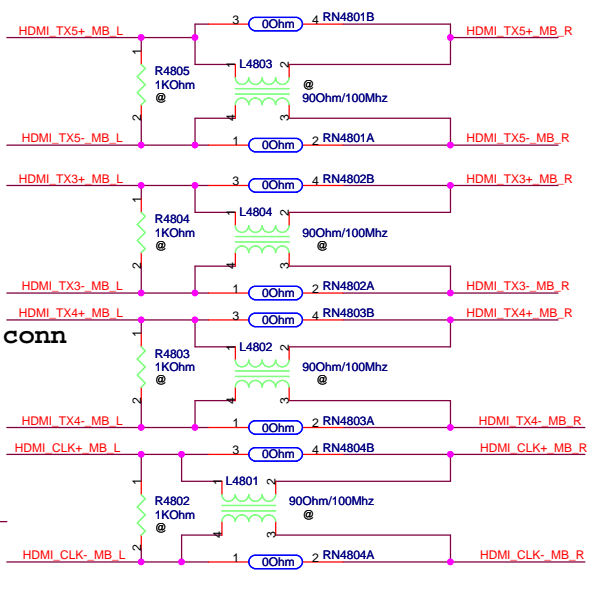 3 0Ohm 4 RN4801B
HDMI_TX5+_MB_L HDMI_TX5+_MB_R
1 L4803 1 2
R4805 @
1KOhm 90Ohm/100Mhz
@
2 4 3
HDMI_TX5-_MB_L 1 0Ohm 2 RN4801A HDMI_TX5-_MB_R
HDMI_TX3+_MB_L 3 0Ohm 4 RN4802B HDMI_TX3+_MB_R
1 L4804 1 2
R4804 90Ohm/100Mhz
1KOhm @
@
2 4 3
HDMI_TX3-_MB_L 1 0Ohm 2 RN4802A HDMI_TX3-_MB_R
HDMI_TX4+_MB_L 3 0Ohm 4 RN4803B HDMI_TX4+_MB_R
conn
1 L4802 1 2
R4803 90Ohm/100Mhz
1KOhm @
@
2 4 3
HDMI_TX4-_MB_L 1 0Ohm 2 RN4803A HDMI_TX4-_MB_R
HDMI_CLK+_MB_L 3 0Ohm 4 RN4804B HDMI_CLK+_MB_R
1 L4801 1 2
R4802 90Ohm/100Mhz
1KOhm @
@
2 4 3
HDMI_CLK-_MB_L 1 0Ohm 2 RN4804A HDMI_CLK-_MB_R